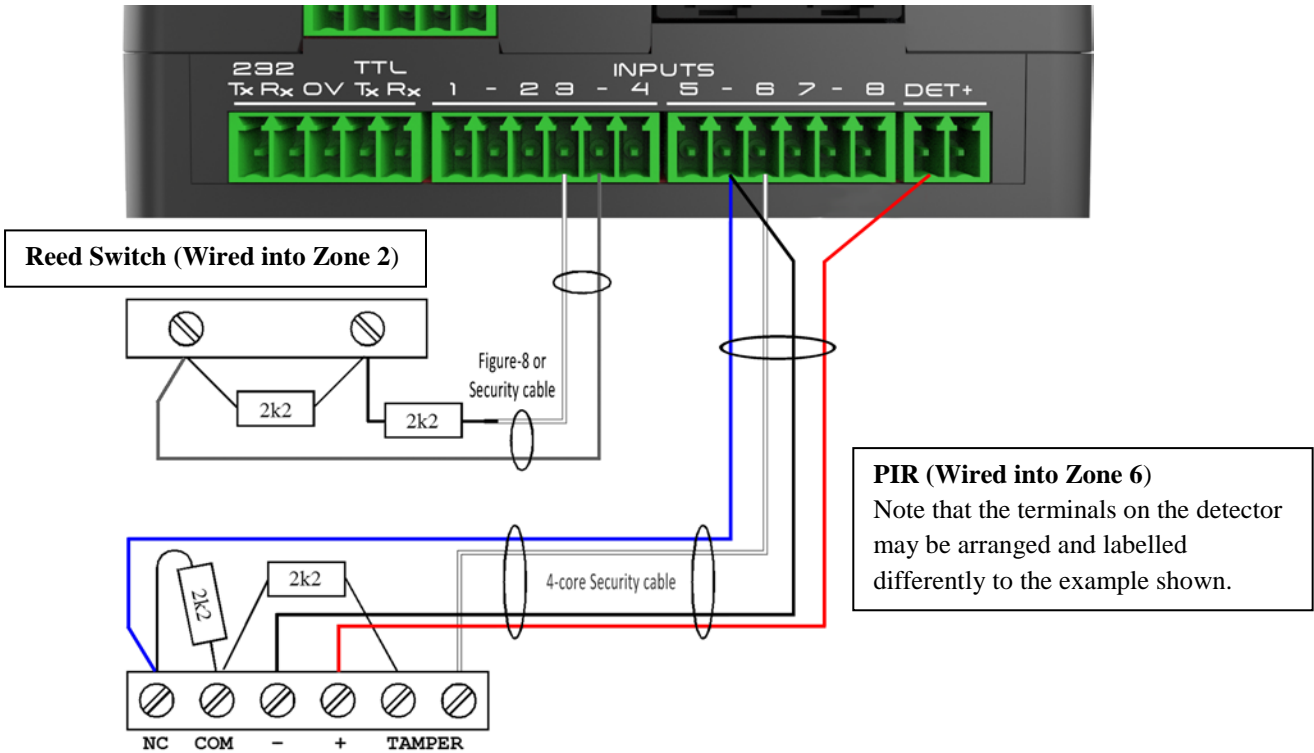 232 TTL INPUTS
Tx Rx 0V Tx Rx 1 - 2 3 - 4 5 - 6 7 - 8 DET+
Reed Switch (Wired into Zone 2)
Figure-8 or
Security cable
2k2
2k2
PIR (Wired into Zone 6)
Note that the terminals on the detector
may be arranged and labelled
differently to the example shown.
2k2
2k2
4-core Security cable
NC COM - + TAMPER